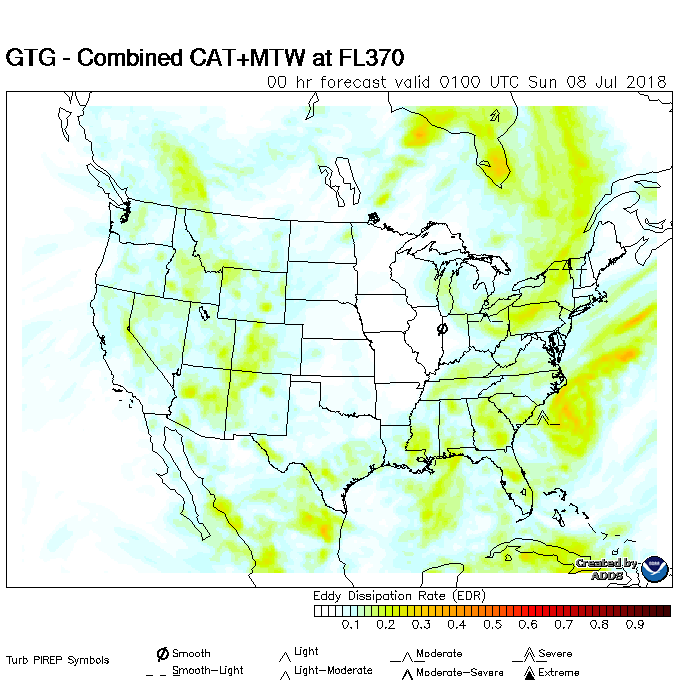 GTG - Combined CAT+MTW at FL370
00 hr forecast valid 0100 UTC Sun 08 Jul 2018
Created by
ADDS
Eddy Dissipation Rate (EDR)
0.1 0.2 0.3 0.4 0.5 0.6 0.7 0.8 0.9
Turb PIREP Symbols
Smooth Light Moderate Severe
Smooth-Light Light-Moderate Moderate-Severe Extreme